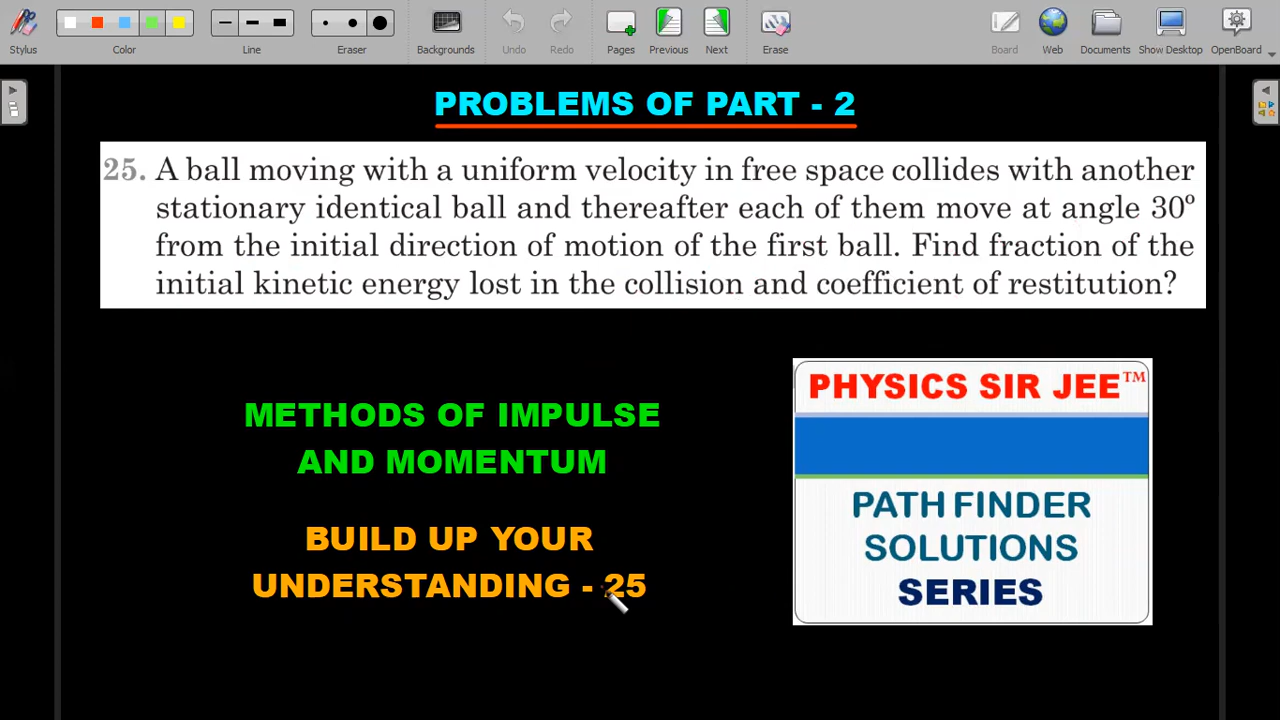 Stylus
Color
Line
Eraser
Backgrounds
Undo
Redo
Pages
Previous
Next
Erase
Board
Web
Documents
Show Desktop
OpenBoard
PROBLEMS OF PART - 2
25. A ball moving with a uniform velocity in free space collides with another
stationary identical ball and thereafter each of them move at angle 30º
from the initial direction of motion of the first ball. Find fraction of the
initial kinetic energy lost in the collision and coefficient of restitution?
METHODS OF IMPULSE
AND MOMENTUM
BUILD UP YOUR
UNDERSTANDING - 25
PHYSICS SIR JEE™
PATH FINDER
SOLUTIONS
SERIES